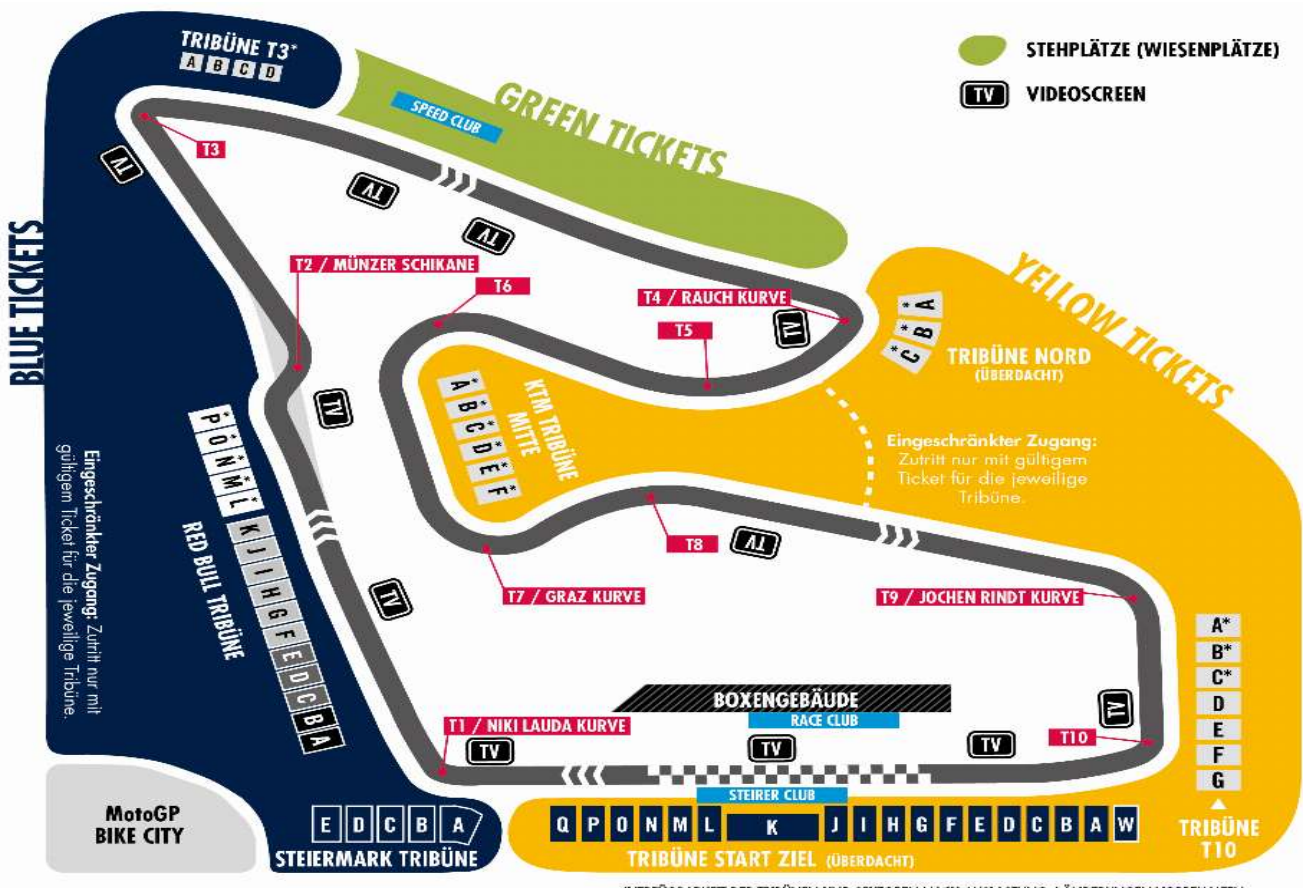 TRIBÜNE T3*
A B C D
STEHPLÄTZE (WIESENPLÄTZE)
TV VIDEOSCREEN
GREEN TICKETS
SPEED CLUB
T3
TV
TV
TV
BLUE TICKETS
T2 / MÜNZER SCHIKANE
T6
T4 / RAUCH KURVE
T5
TV
YELLOW TICKETS
C* B* A*
TRIBÜNE NORD
(ÜBERDACHT)
KTM TRIBÜNE
MITTE
A* B* C* D* E* F*
TV
Eingeschränkter Zugang:
Zutritt nur mit gültigem
Ticket für die jeweilige
Tribüne.
Eingeschränkter Zugang: Zutritt nur mit
gültigem Ticket für die jeweilige Tribüne.
P* O* N* M* L* K J I H G F E D C B A
RED BULL TRIBÜNE
T8
TV
T7 / GRAZ KURVE
TV
T9 / JOCHEN RINDT KURVE
A*
B*
C*
D
E
F
G
TRIBÜNE
T10
BOXENGEBÄUDE
RACE CLUB
T1 / NIKI LAUDA KURVE
TV
TV
TV
TV
T10
STEIRER CLUB
MotoGP
BIKE CITY
E D C B A
STEIERMARK TRIBÜNE
Q P O N M L K J I H G F E D C B A W
TRIBÜNE START ZIEL (ÜBERDACHT)